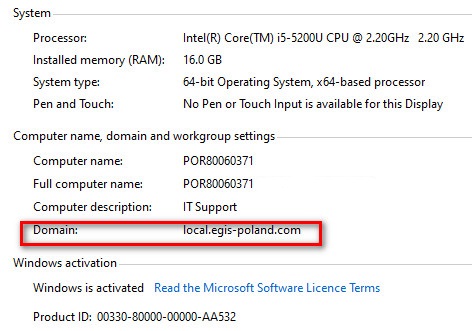 System
Processor: Intel(R) Core(TM) i5-5200U CPU @ 2.20GHz 2.20 GHz
Installed memory (RAM): 16.0 GB
System type: 64-bit Operating System, x64-based processor
Pen and Touch: No Pen or Touch Input is available for this Display
Computer name, domain and workgroup settings
Computer name: POR80060371
Full computer name: POR80060371
Computer description: IT Support
Domain: local.egis-poland.com
Windows activation
Windows is activated Read the Microsoft Software Licence Terms
Product ID: 00330-80000-00000-AA532